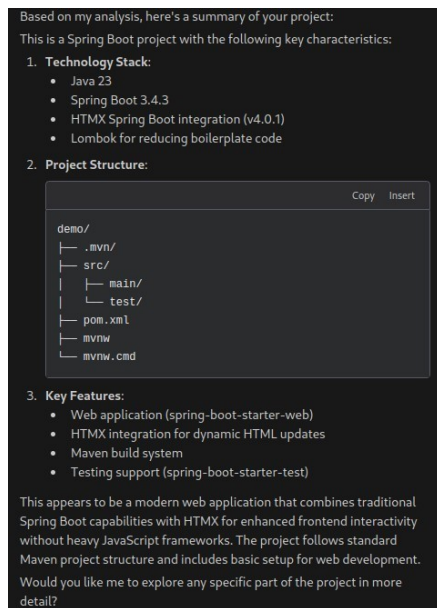 Based on my analysis, here's a summary of your project:
This is a Spring Boot project with the following key characteristics:
1. Technology Stack:
• Java 23
• Spring Boot 3.4.3
• HTMX Spring Boot integration (v4.0.1)
• Lombok for reducing boilerplate code
2. Project Structure:
Copy Insert
demo/
├── .mvn/
├── src/
│   ├── main/
│   └── test/
├── pom.xml
├── mvnw
└── mvnw.cmd
3. Key Features:
• Web application (spring-boot-starter-web)
• HTMX integration for dynamic HTML updates
• Maven build system
• Testing support (spring-boot-starter-test)
This appears to be a modern web application that combines traditional
Spring Boot capabilities with HTMX for enhanced frontend interactivity
without heavy JavaScript frameworks. The project follows standard
Maven project structure and includes basic setup for web development.
Would you like me to explore any specific part of the project in more
detail?